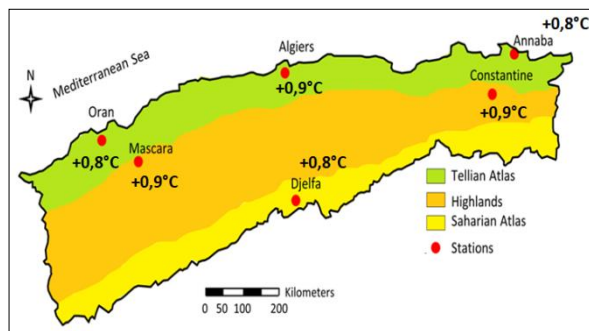 +0,8°C
Annaba
Algiers
Mediterranean Sea
N
Constantine
+0,9°C
+0,9°C
Oran
Mascara
+0,8°C
+0,8°C
+0,9°C
Djelfa
Tellian Atlas
Highlands
Saharian Atlas
Stations
Kilometers
0 50 100 200